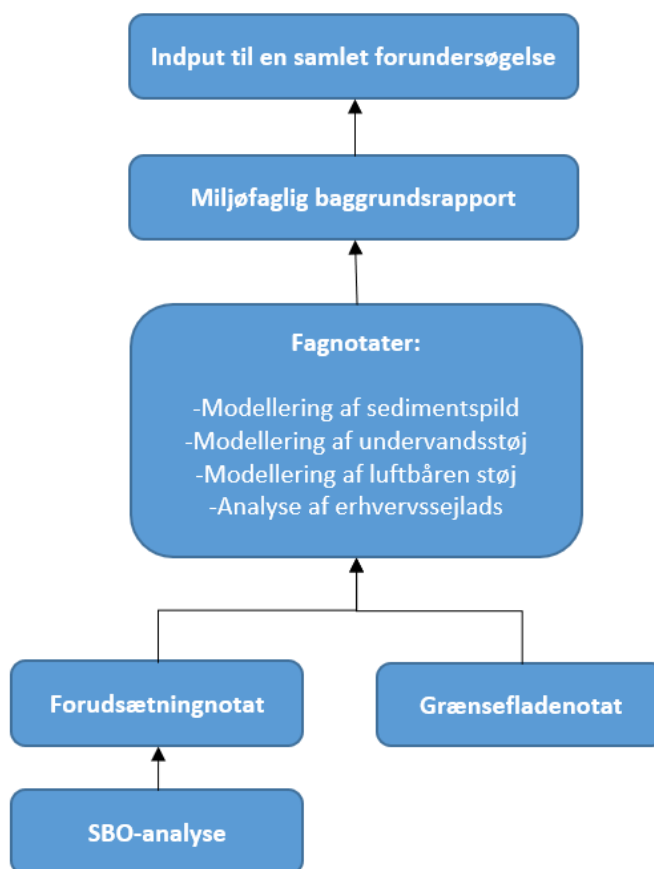 Indput til en samlet forundersøgelse
Miljøfaglig baggrundsrapport
Fagnotater:
-Modellering af sedimentspild
-Modellering af undervandsstøj
-Modellering af luftbåren støj
-Analyse af erhvervssejlads
Forudsætningnotat
Grænsefladenotat
SBO-analyse